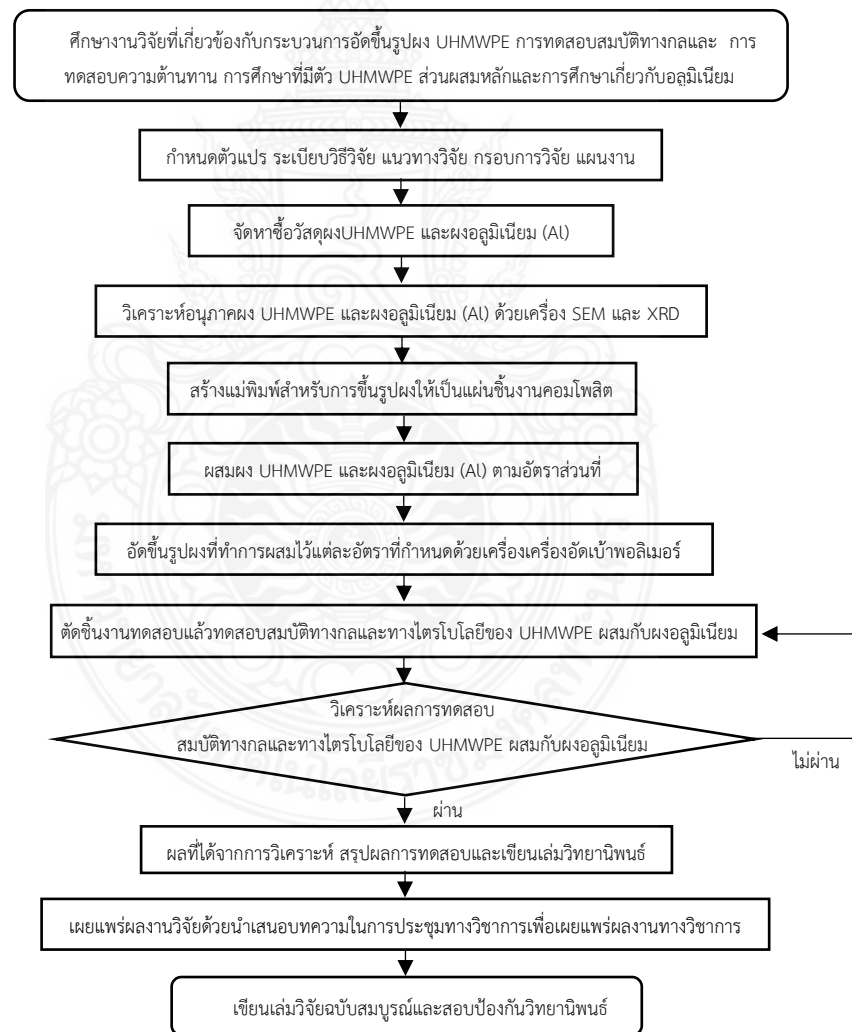 ศึกษางานวิจัยที่เกี่ยวข้องกับกระบวนการอัดขึ้นรูปผง UHMWPE การทดสอบสมบัติทางกลและ การ
ทดสอบความต้านทาน การศึกษาที่มีตัว UHMWPE ส่วนผสมหลักและการศึกษาเกี่ยวกับอลูมิเนียม
กำหนดตัวแปร ระเบียบวิธีวิจัย แนวทางวิจัย กรอบการวิจัย แผนงาน
จัดหาซื้อวัสดุผงUHMWPE และผงอลูมิเนียม (Al)
วิเคราะห์อนุภาคผง UHMWPE และผงอลูมิเนียม (Al) ด้วยเครื่อง SEM และ XRD
สร้างแม่พิมพ์สำหรับการขึ้นรูปผงให้เป็นแผ่นชิ้นงานคอมโพสิต
ผสมผง UHMWPE และผงอลูมิเนียม (Al) ตามอัตราส่วนที่
อัดขึ้นรูปผงที่ทำการผสมไว้แต่ละอัตราที่กำหนดด้วยเครื่องเครื่องอัดเบ้าพอลิเมอร์
ตัดชิ้นงานทดสอบแล้วทดสอบสมบัติทางกลและทางไตรโบโลยีของ UHMWPE ผสมกับผงอลูมิเนียม
วิเคราะห์ผลการทดสอบ
สมบัติทางกลและทางไตรโบโลยีของ UHMWPE ผสมกับผงอลูมิเนียม
ไม่ผ่าน
ผ่าน
ผลที่ได้จากการวิเคราะห์ สรุปผลการทดสอบและเขียนเล่มวิทยานิพนธ์
เผยแพร่ผลงานวิจัยด้วยนำเสนอบทความในการประชุมทางวิชาการเพื่อเผยแพร่ผลงานทางวิชาการ
เขียนเล่มวิจัยฉบับสมบูรณ์และสอบป้องกันวิทยานิพนธ์